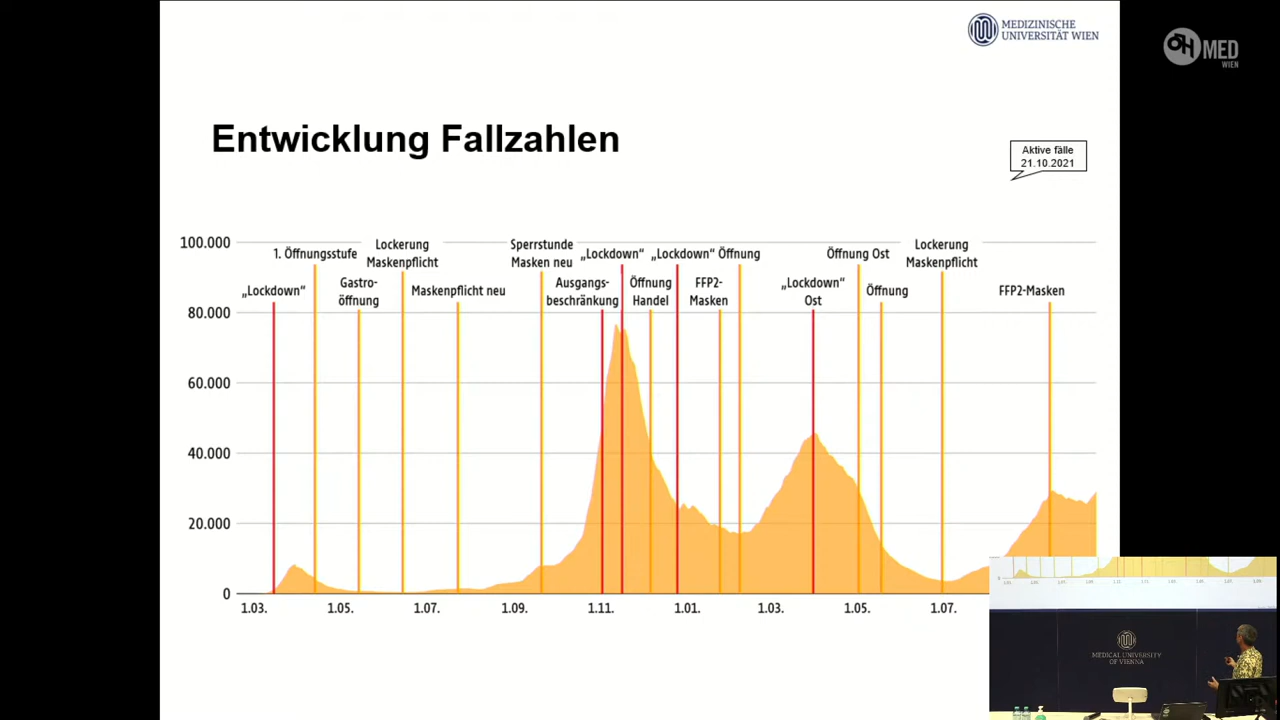 MEDIZINISCHE
UNIVERSITÄT WIEN
ÖH MED
WIEN
Entwicklung Fallzahlen
Aktive fälle
21.10.2021
100.000
80.000
60.000
40.000
20.000
0
„Lockdown“
1. Öffnungsstufe
Gastro-
öffnung
Lockerung
Maskenpflicht
Maskenpflicht neu
Sperrstunde
Masken neu
Ausgangs-
beschränkung
„Lockdown“
Öffnung
Handel
„Lockdown“
FFP2-
Masken
Öffnung
„Lockdown“
Ost
Öffnung Ost
Öffnung
Lockerung
Maskenpflicht
FFP2-Masken
1.03.
1.05.
1.07.
1.09.
1.11.
1.01.
1.03.
1.05.
1.07.
MEDICAL UNIVERSITY
OF VIENNA